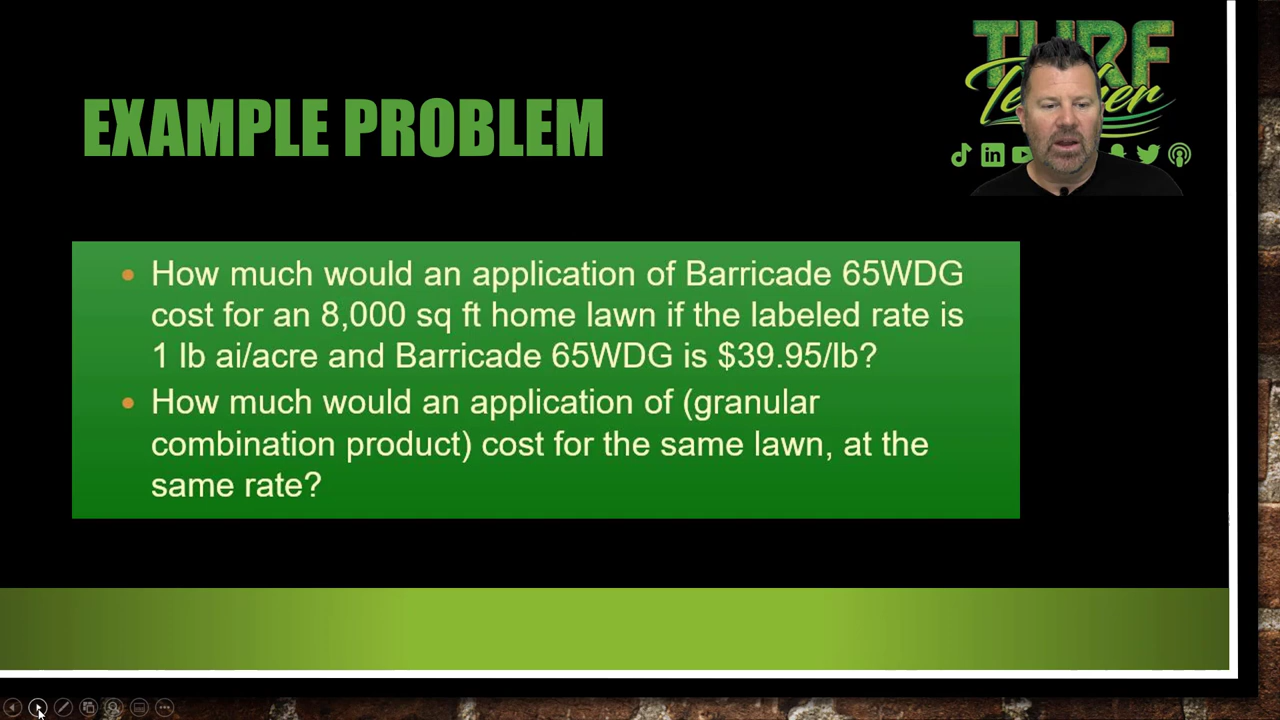 TURF
EXAMPLE PROBLEM
How much would an application of Barricade 65WDG
cost for an 8,000 sq ft home lawn if the labeled rate is
1 lb ai/acre and Barricade 65WDG is $39.95/lb?
How much would an application of (granular
combination product) cost for the same lawn, at the
same rate?